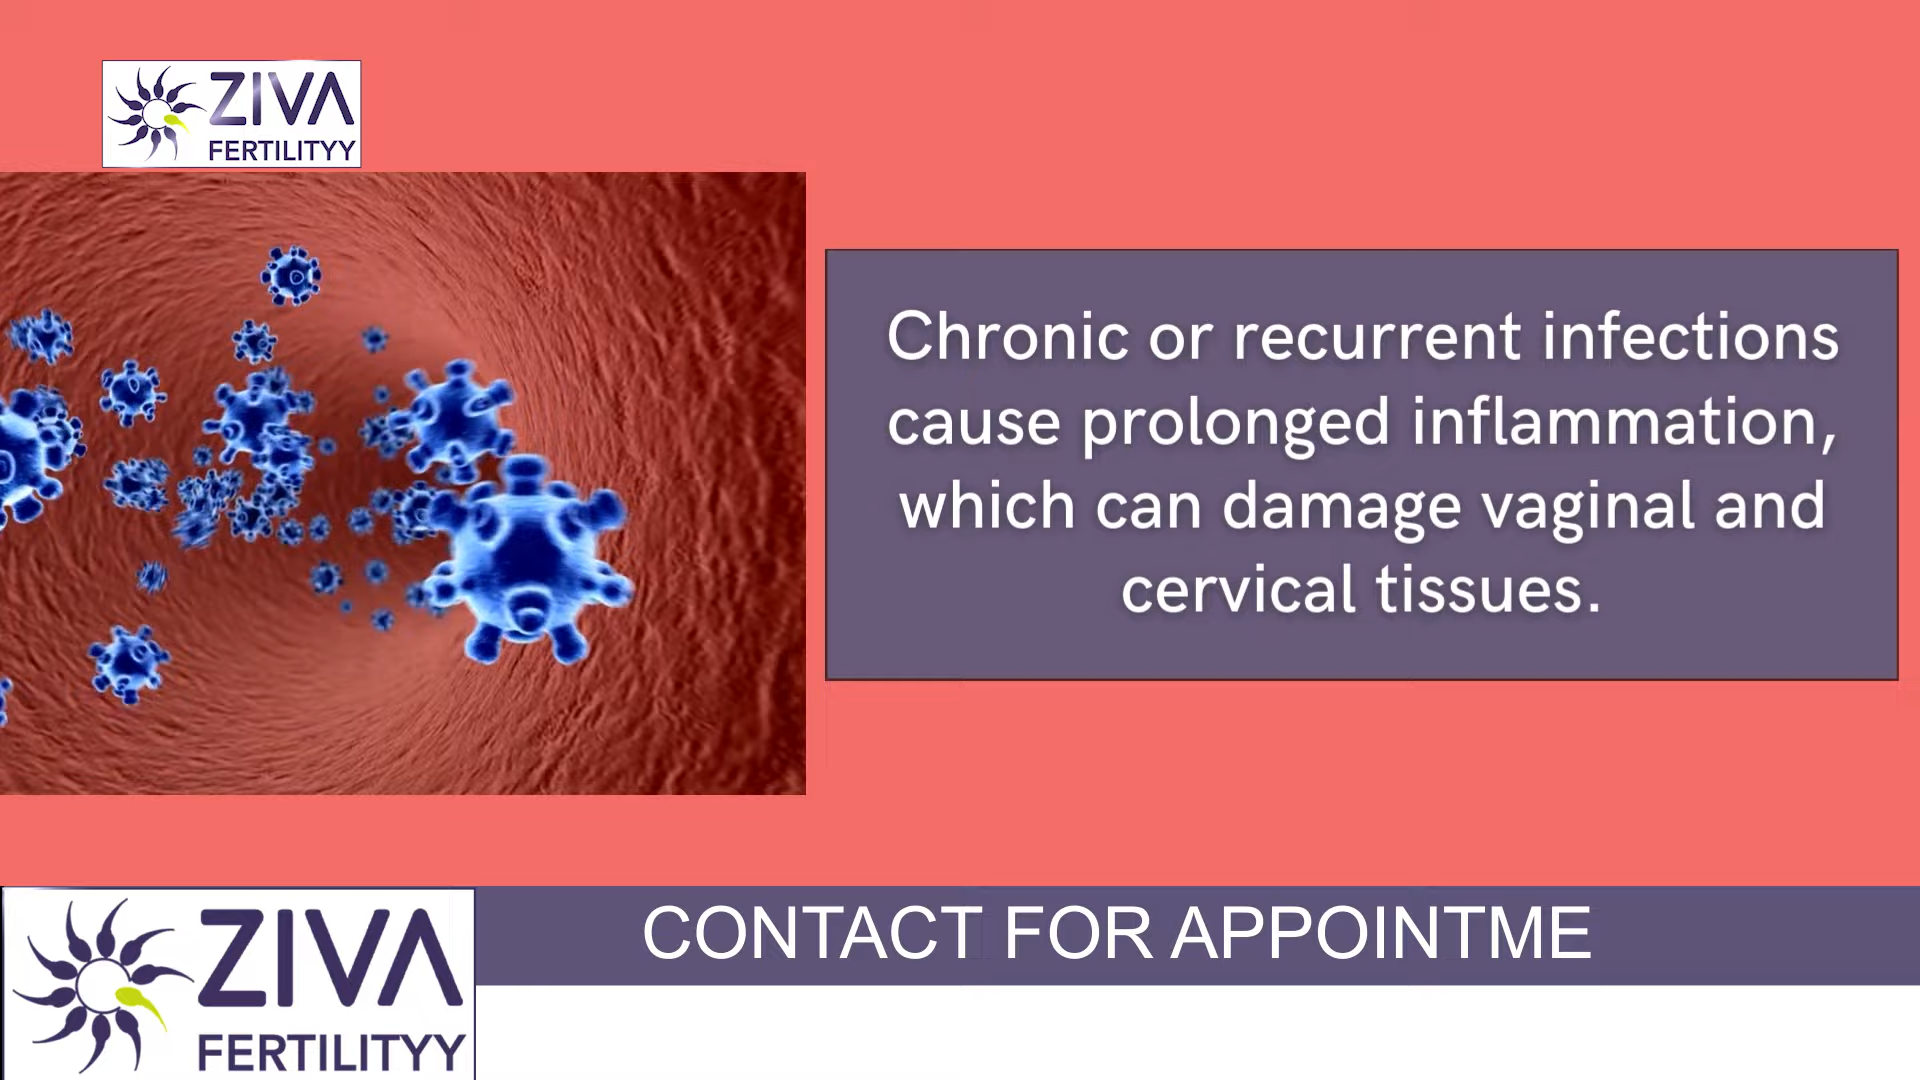 ZIVA
FERTILITYY
Chronic or recurrent infections
cause prolonged inflammation,
which can damage vaginal and
cervical tissues.
CONTACT FOR APPOINTME
ZIVA
FERTILITYY